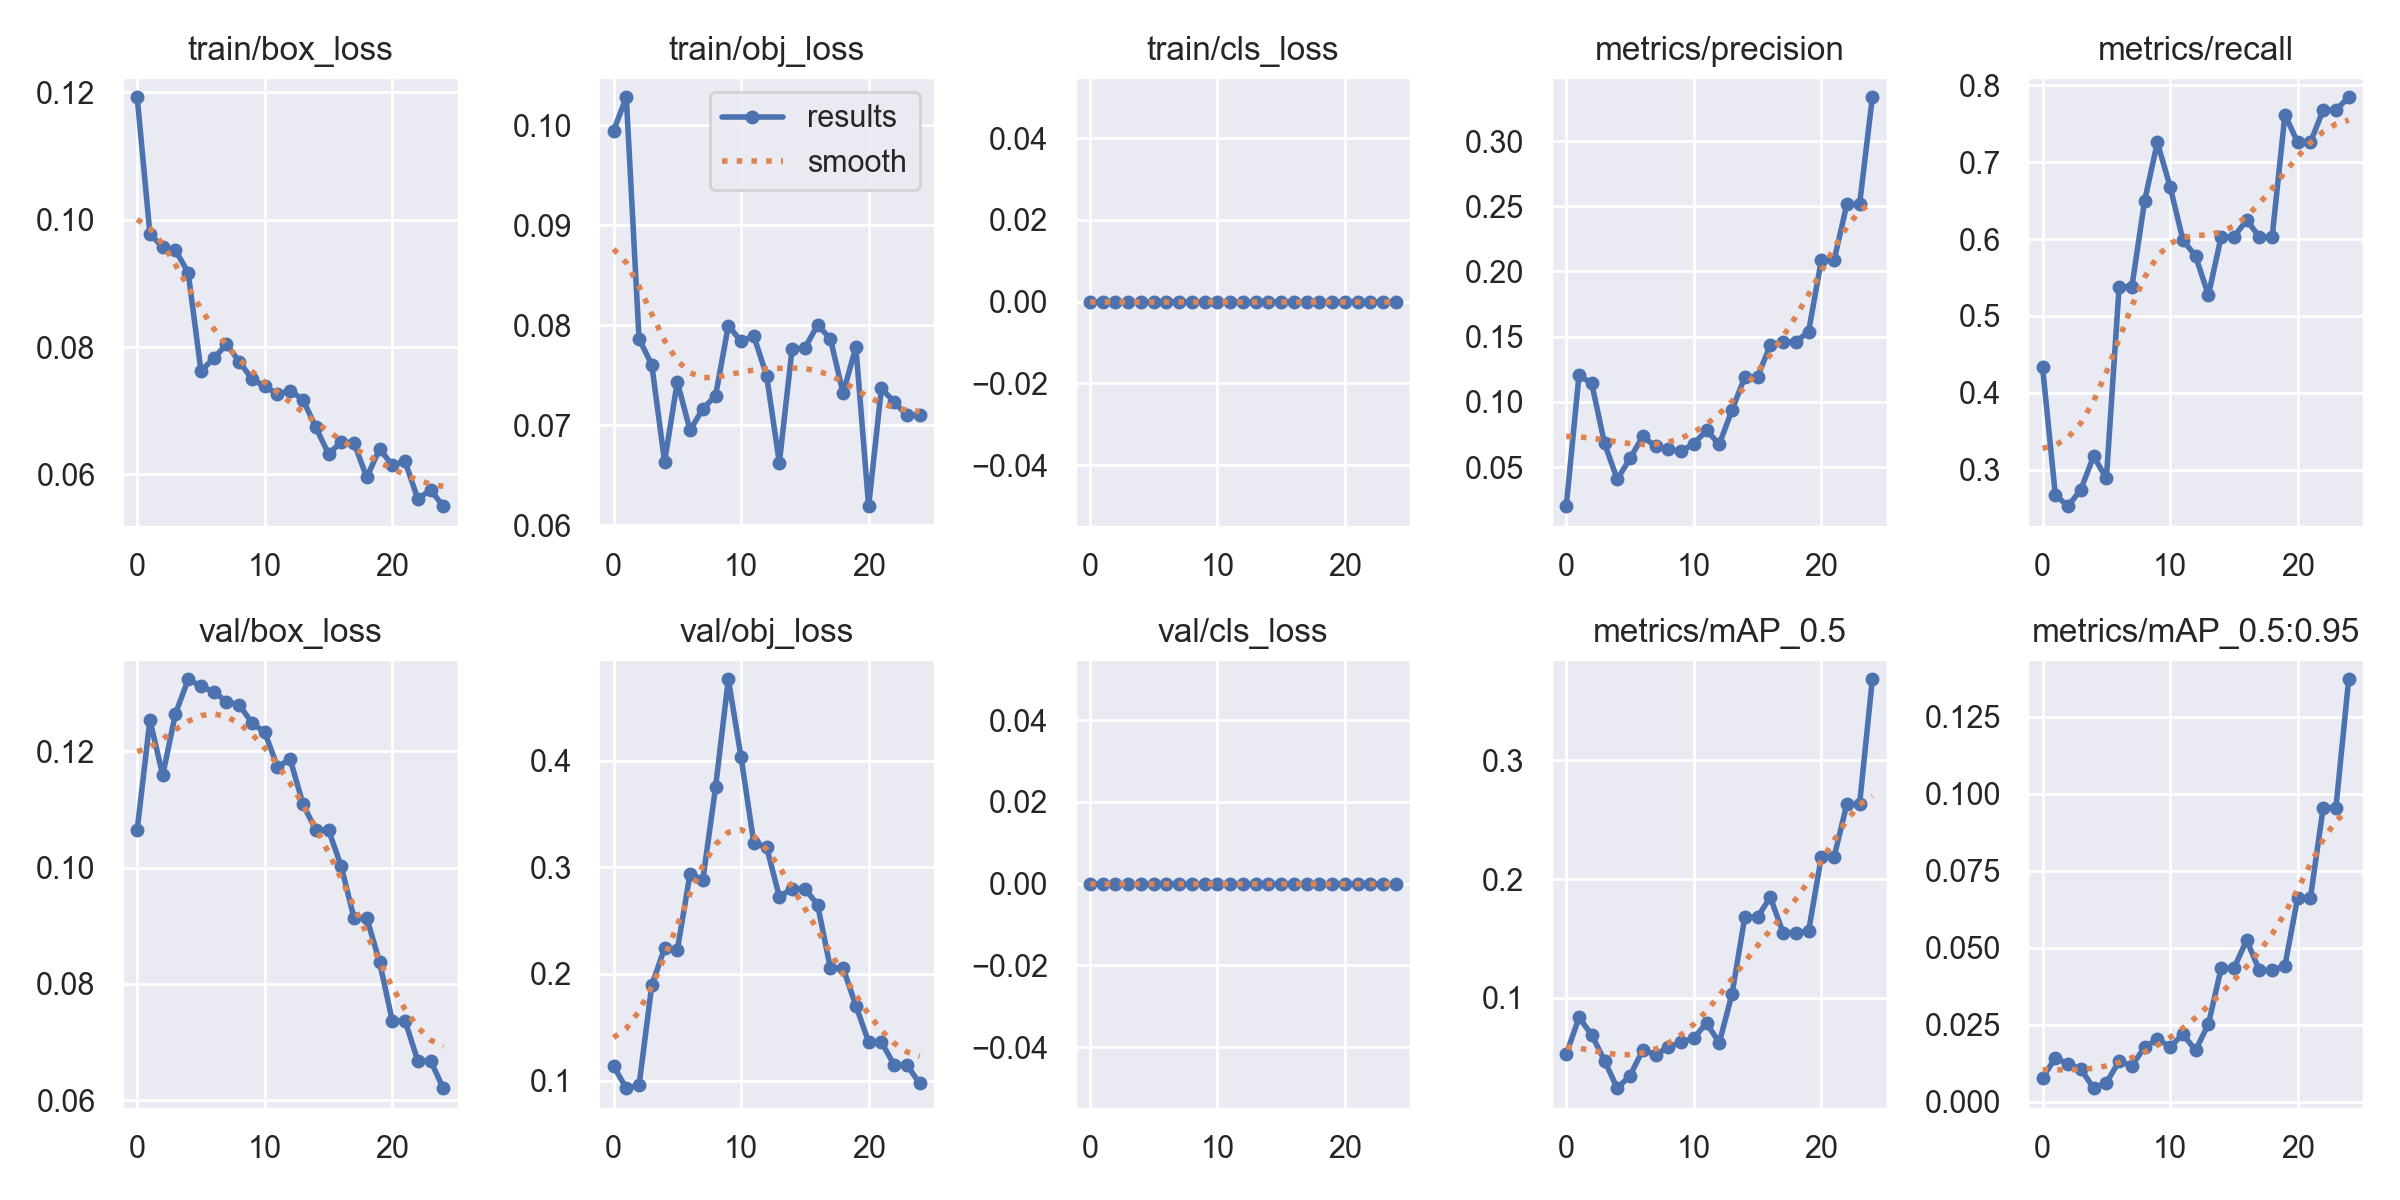 train/box_loss
0.12
0.10
0.08
0.06
0 10 20
train/obj_loss
results
smooth
0.10
0.09
0.08
0.07
0.06
0 10 20
train/cls_loss
0.04
0.02
0.00
−0.02
−0.04
0 10 20
metrics/precision
0.30
0.25
0.20
0.15
0.10
0.05
0 10 20
metrics/recall
0.8
0.7
0.6
0.5
0.4
0.3
0 10 20
val/box_loss
0.12
0.10
0.08
0.06
0 10 20
val/obj_loss
0.4
0.3
0.2
0.1
0 10 20
val/cls_loss
0.04
0.02
0.00
−0.02
−0.04
0 10 20
metrics/mAP_0.5
0.3
0.2
0.1
0 10 20
metrics/mAP_0.5:0.95
0.125
0.100
0.075
0.050
0.025
0.000
0 10 20